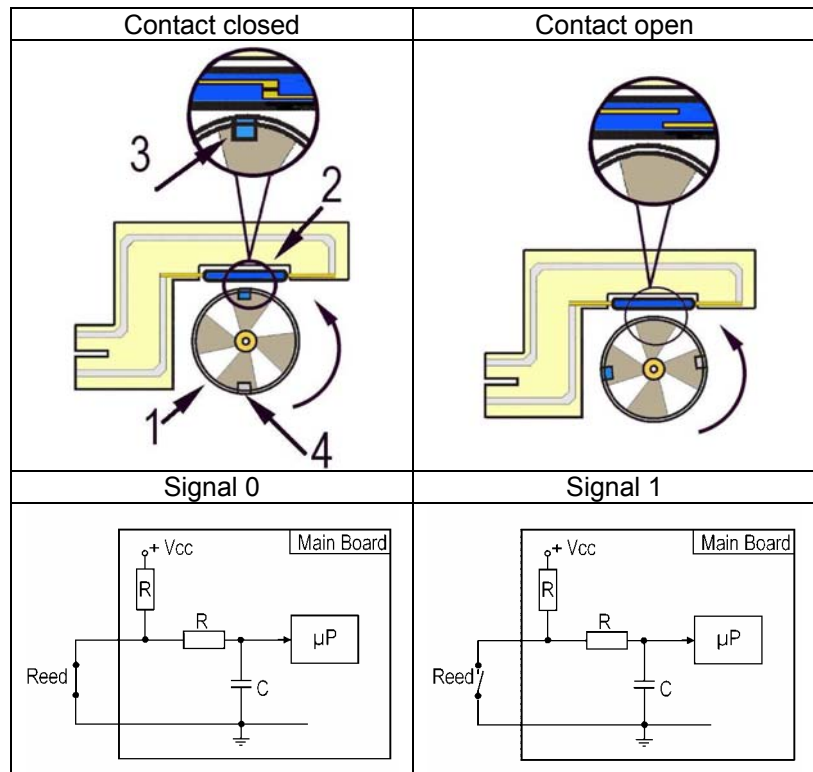 Contact closed
Contact open
3
2
1
4
Signal 0
Signal 1
Main Board
+ Vcc
R
R
µP
Reed
C
Main Board
+ Vcc
R
R
µP
Reed
C